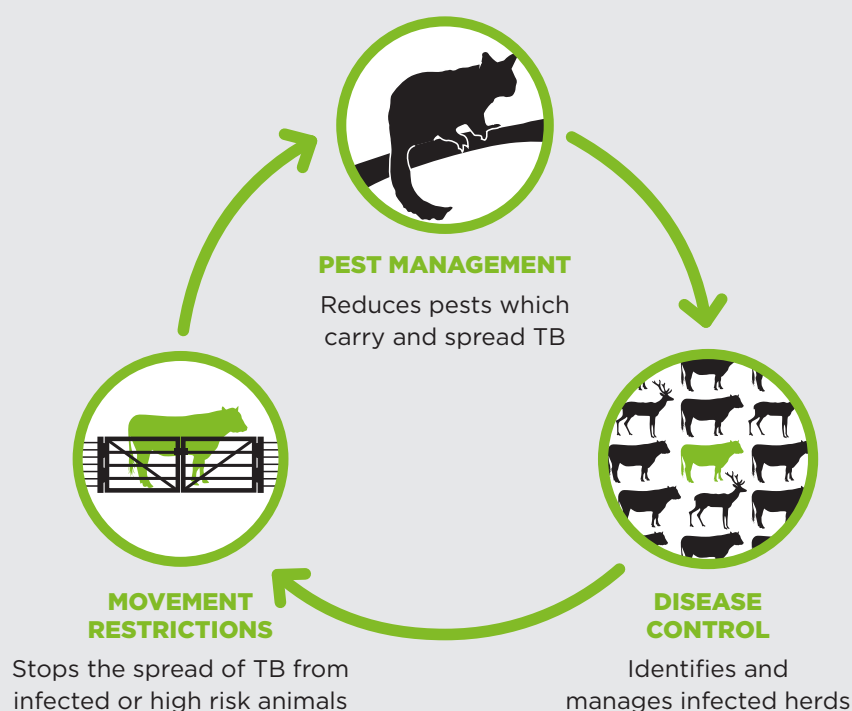 PEST MANAGEMENT
Reduces pests which
carry and spread TB
MOVEMENT
RESTRICTIONS
Stops the spread of TB from
infected or high risk animals
DISEASE
CONTROL
Identifies and
manages infected herds